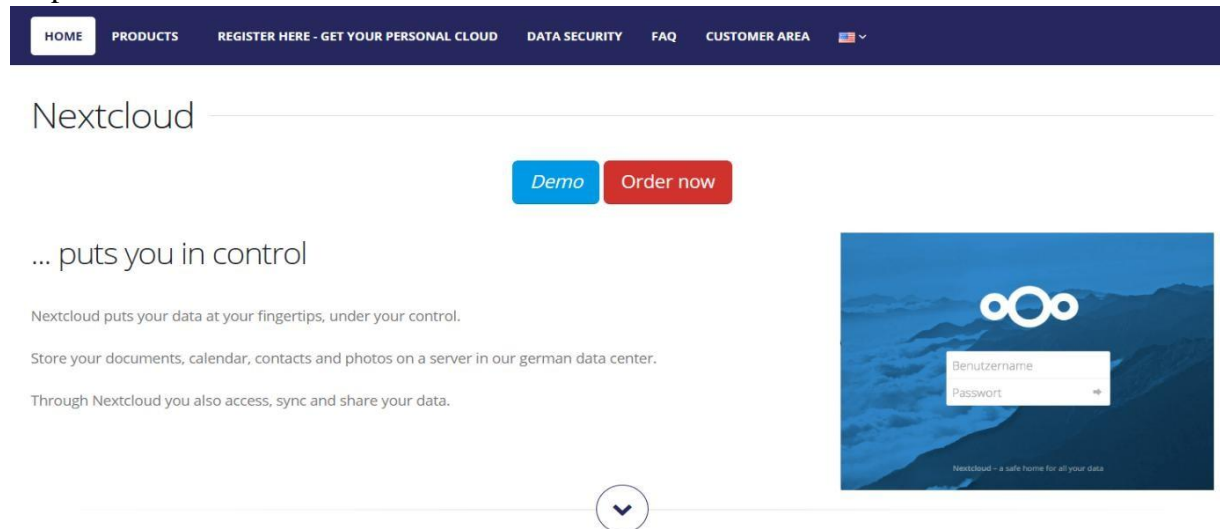 HOME PRODUCTS REGISTER HERE - GET YOUR PERSONAL CLOUD DATA SECURITY FAQ CUSTOMER AREA
Nextcloud
Demo Order now
... puts you in control
Nextcloud puts your data at your fingertips, under your control.
Store your documents, calendar, contacts and photos on a server in our german data center.
Through Nextcloud you also access, sync and share your data.
Benutzername
Passwort
Nextcloud – a safe home for all your data